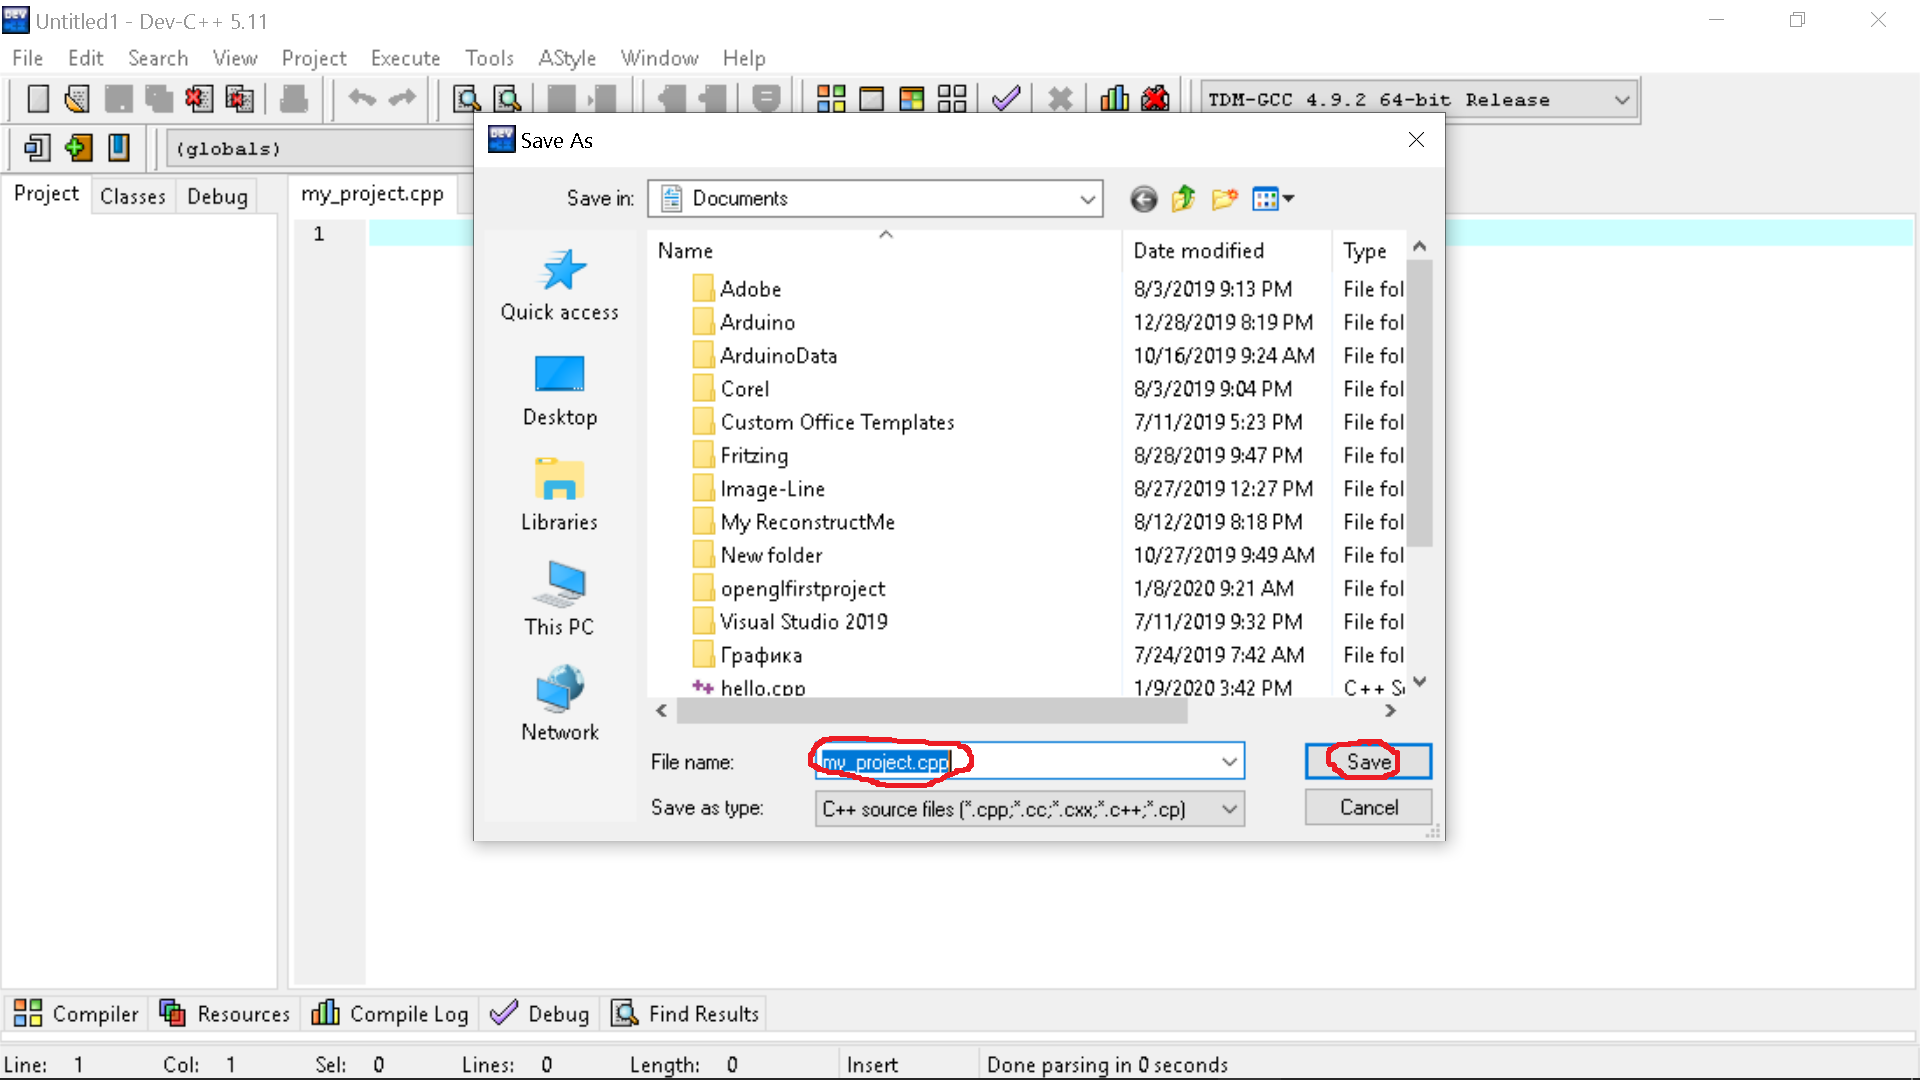 Untitled1 - Dev-C++ 5.11
File Edit Search View Project Execute Tools AStyle Window Help
TDM-GCC 4.9.2 64-bit Release
(globals)
Project Classes Debug my_project.cpp
1
DEV Save As
Save in: Documents
Quick access
Desktop
Libraries
This PC
Network
Name Date modified Type
Adobe 8/3/2019 9:13 PM File fol
Arduino 12/28/2019 8:19 PM File fol
ArduinoData 10/16/2019 9:24 AM File fol
Corel 8/3/2019 9:04 PM File fol
Custom Office Templates 7/11/2019 5:23 PM File fol
Fritzing 8/28/2019 9:47 PM File fol
Image-Line 8/27/2019 12:27 PM File fol
My ReconstructMe 8/12/2019 8:18 PM File fol
New folder 10/27/2019 9:49 AM File fol
openglfirstproject 1/8/2020 9:21 AM File fol
Visual Studio 2019 7/11/2019 9:32 PM File fol
Графика 7/24/2019 7:42 AM File fol
hello.cpp 1/9/2020 3:42 PM C++ S
File name: my_project.cpp Save
Save as type: C++ source files (*.cpp;*.cc;*.cxx;*.c++;*.cp) Cancel
Compiler Resources Compile Log Debug Find Results
Line: 1 Col: 1 Sel: 0 Lines: 0 Length: 0 Insert Done parsing in 0 seconds